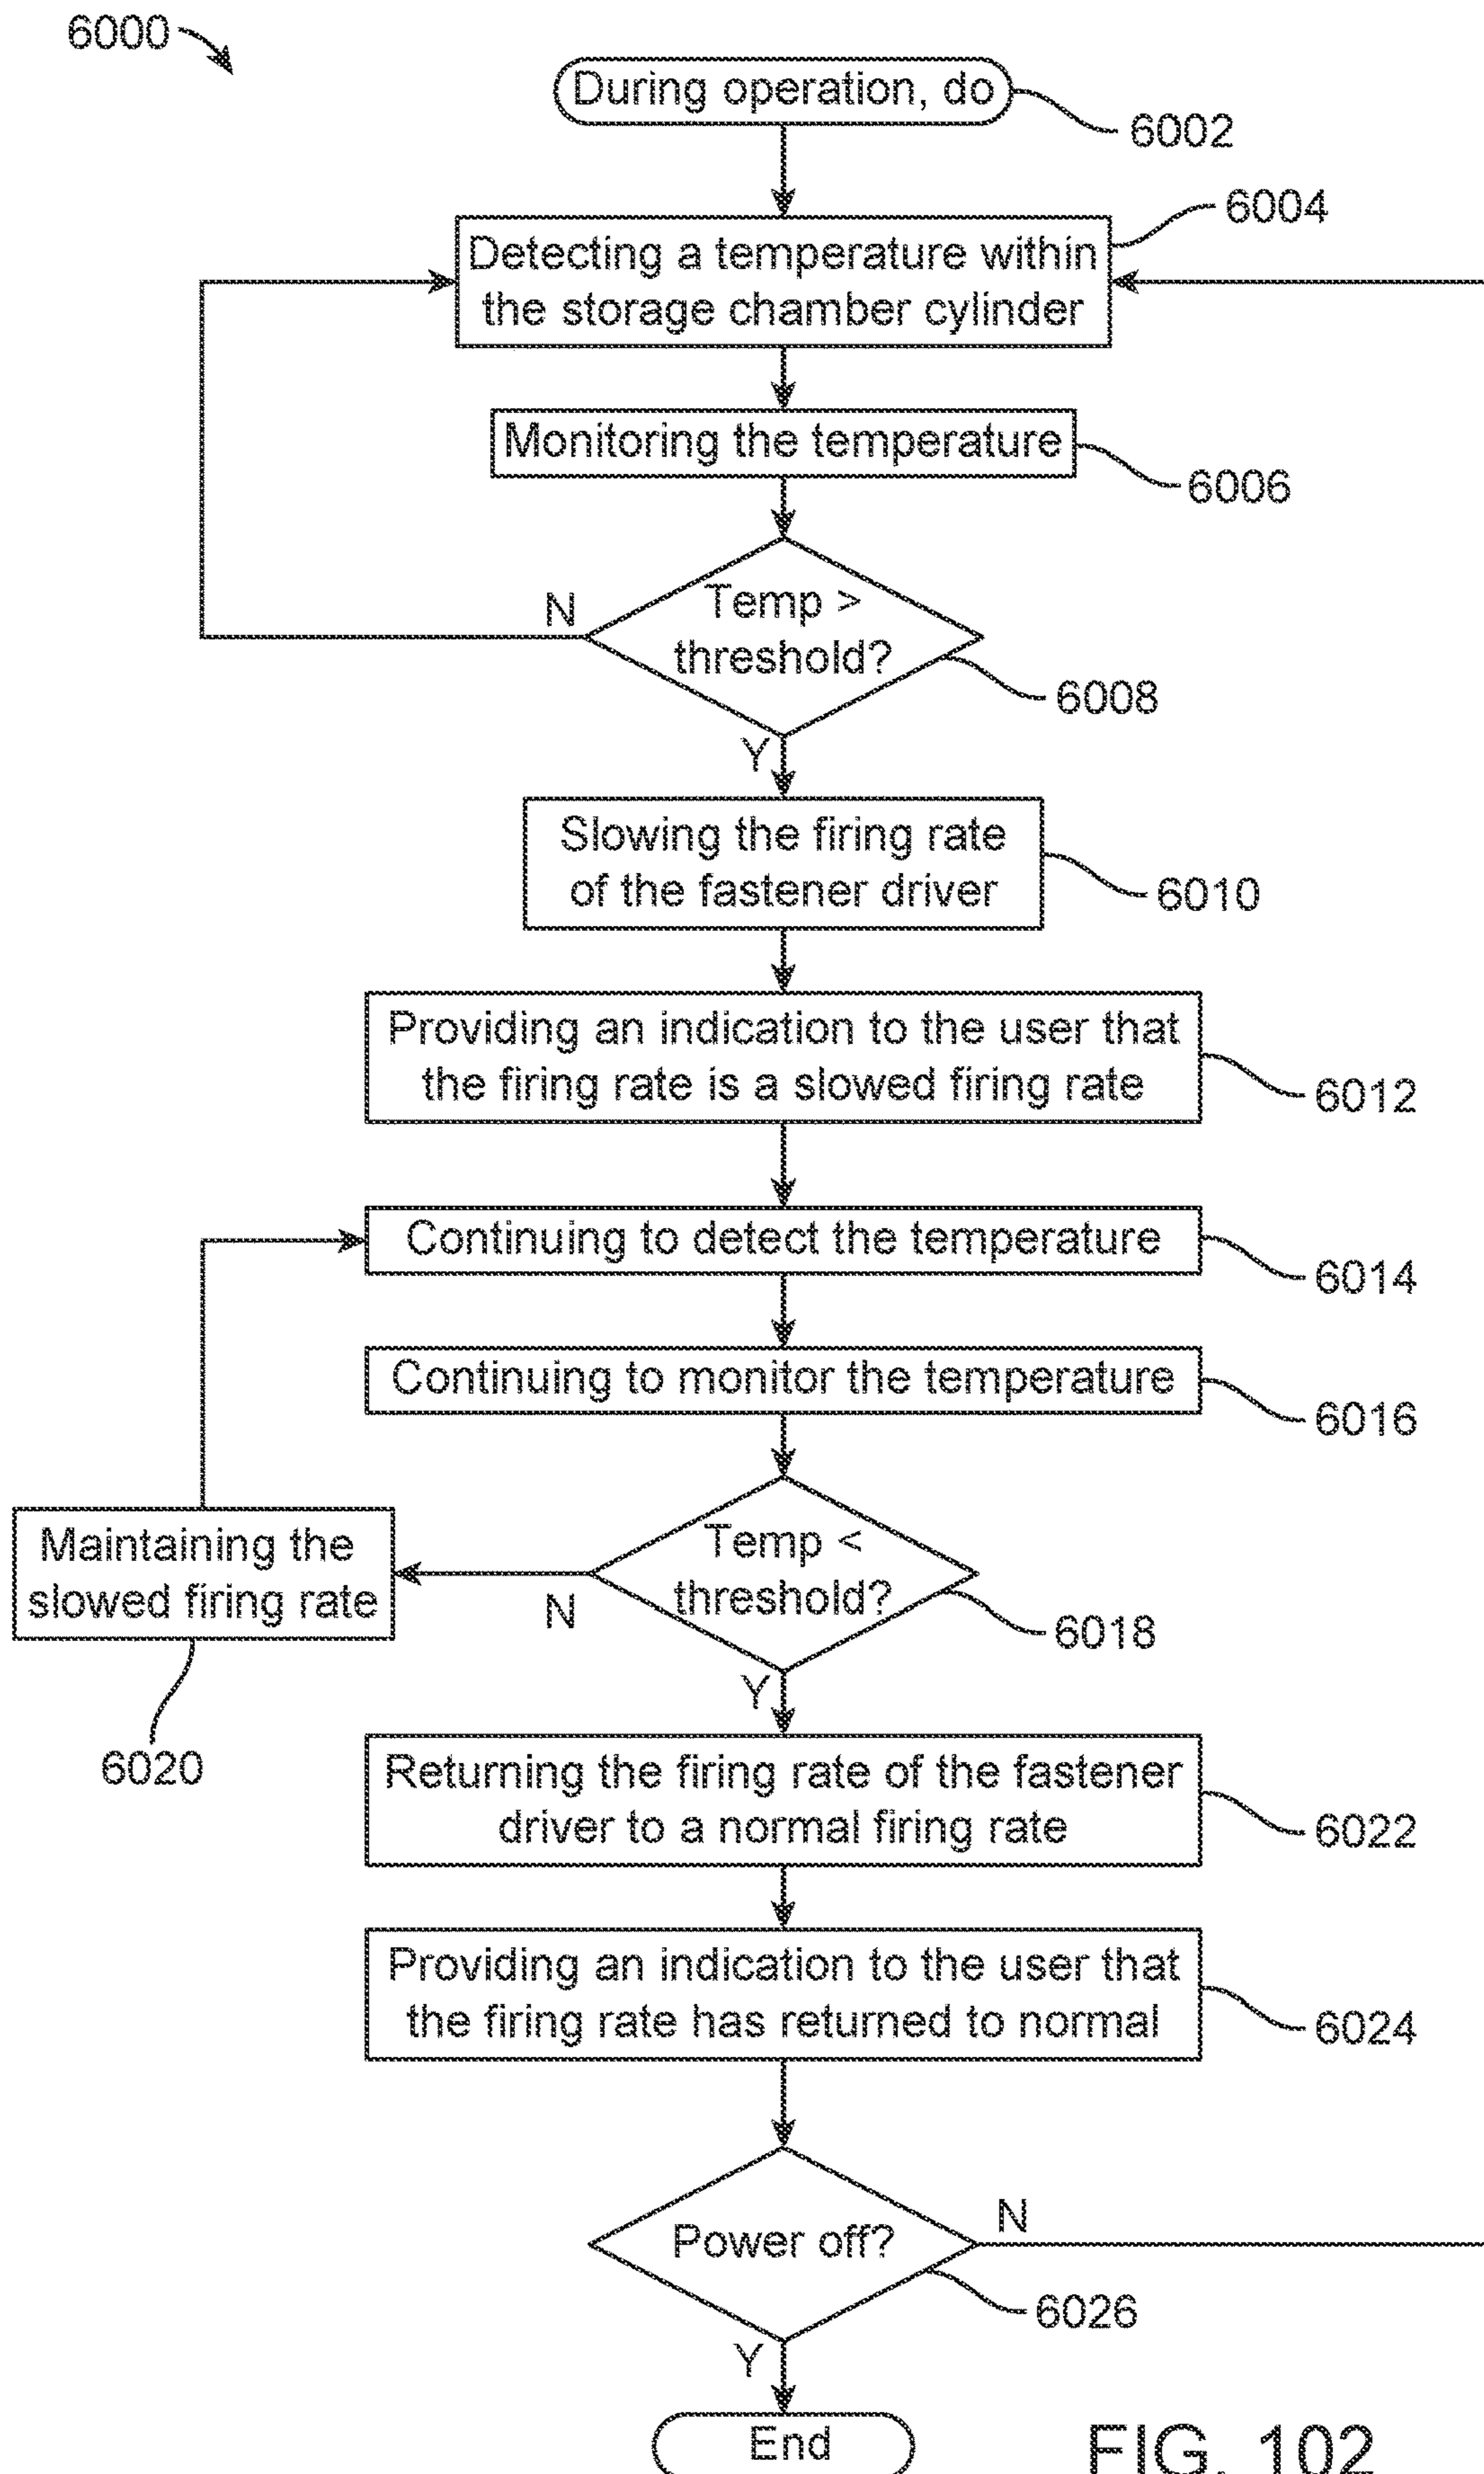 6000
During operation, do
6002
6004
Detecting a temperature within
the storage chamber cylinder
Monitoring the temperature
6006
N
Temp >
threshold?
6008
Y
Slowing the firing rate
of the fastener driver
6010
Providing an indication to the user that
the firing rate is a slowed firing rate
6012
Continuing to detect the temperature
6014
Continuing to monitor the temperature
6016
Maintaining the
slowed firing rate
6020
Temp <
threshold?
N
6018
Y
Returning the firing rate of the fastener
driver to a normal firing rate
6022
Providing an indication to the user that
the firing rate has returned to normal
6024
Power off?
N
6026
Y
End
FIG. 102